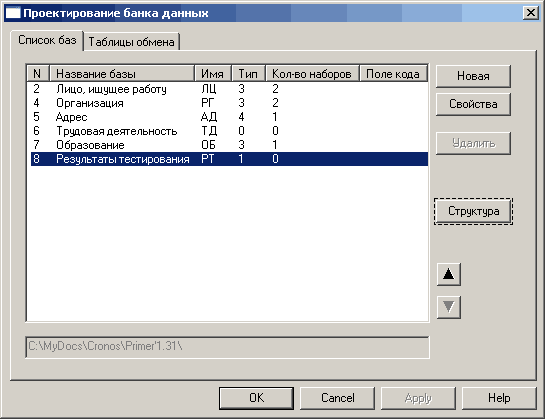 Проектирование банка данных
Список баз Таблицы обмена
N Название базы Имя Тип Кол-во наборов Поле кода
2 Лицо, ищущее работу ЛЦ 3 2
4 Организация РГ 3 2
5 Адрес АД 4 1
6 Трудовая деятельность ТД 0 0
7 Образование ОБ 3 1
8 Результаты тестирования РТ 1 0
Новая
Свойства
Удалить
Структура
C:\MyDocs\Cronos\Primer'1.31\
OK Cancel Apply Help